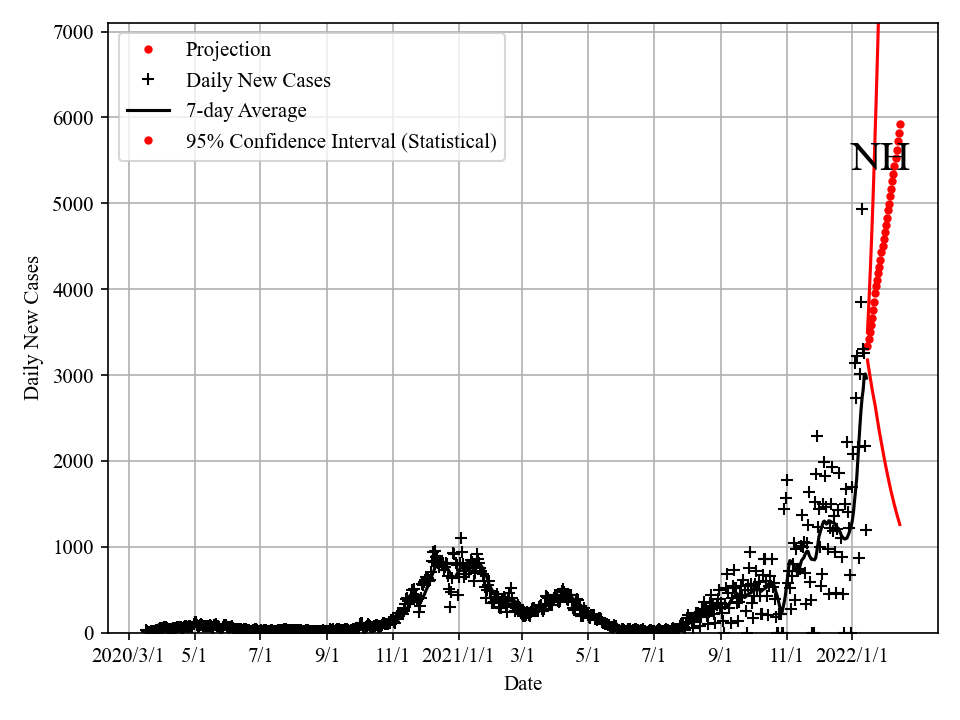 7000
Projection
Daily New Cases
7-day Average
95% Confidence Interval (Statistical)
6000
NH
5000
4000
3000
2000
1000
0
Daily New Cases
2020/3/1 5/1 7/1 9/1 11/1 2021/1/1 3/1 5/1 7/1 9/1 11/1 2022/1/1
Date